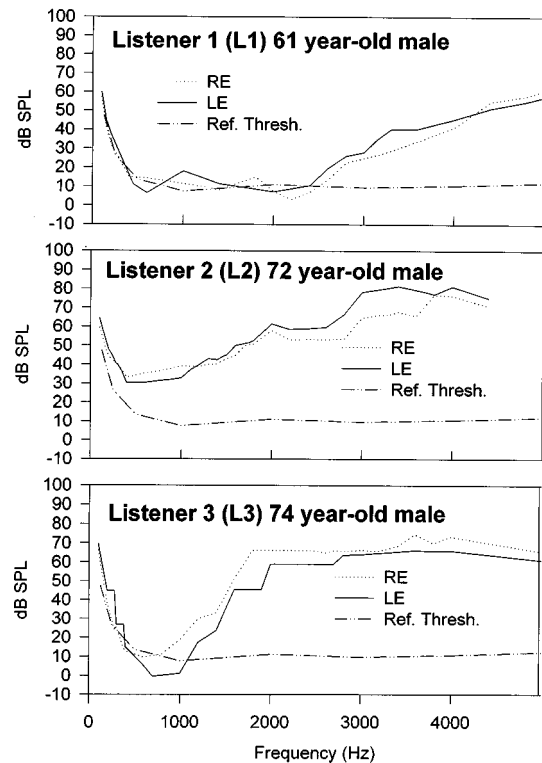 Listener 1 (L1) 61 year-old male
RE
LE
Ref. Thresh.
dB SPL
100
90
80
70
60
50
40
30
20
10
0
-10
Listener 2 (L2) 72 year-old male
RE
LE
Ref. Thresh.
dB SPL
100
90
80
70
60
50
40
30
20
10
0
-10
Listener 3 (L3) 74 year-old male
RE
LE
Ref. Thresh.
dB SPL
100
90
80
70
60
50
40
30
20
10
0
-10
0 1000 2000 3000 4000
Frequency (Hz)